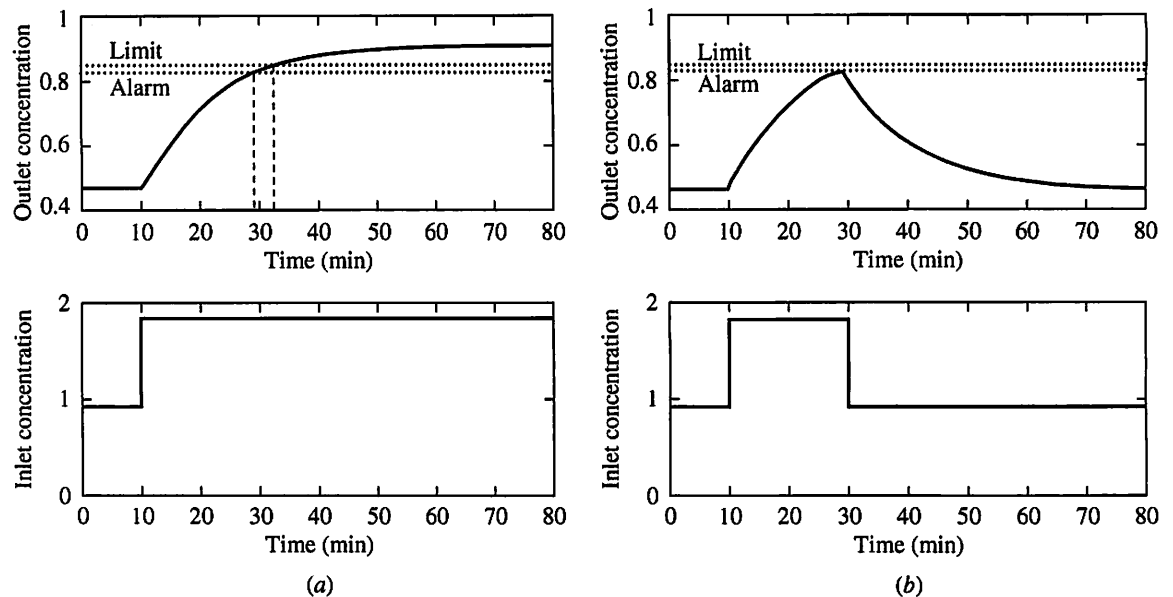 Outlet concentration
1
0.8
0.6
0.4
Limit
Alarm
0 10 20 30 40 50 60 70 80
Time (min)
Inlet concentration
2
1
0
0 10 20 30 40 50 60 70 80
Time (min)
(a)
Outlet concentration
1
0.8
0.6
0.4
Limit
Alarm
0 10 20 30 40 50 60 70 80
Time (min)
Inlet concentration
2
1
0
0 10 20 30 40 50 60 70 80
Time (min)
(b)